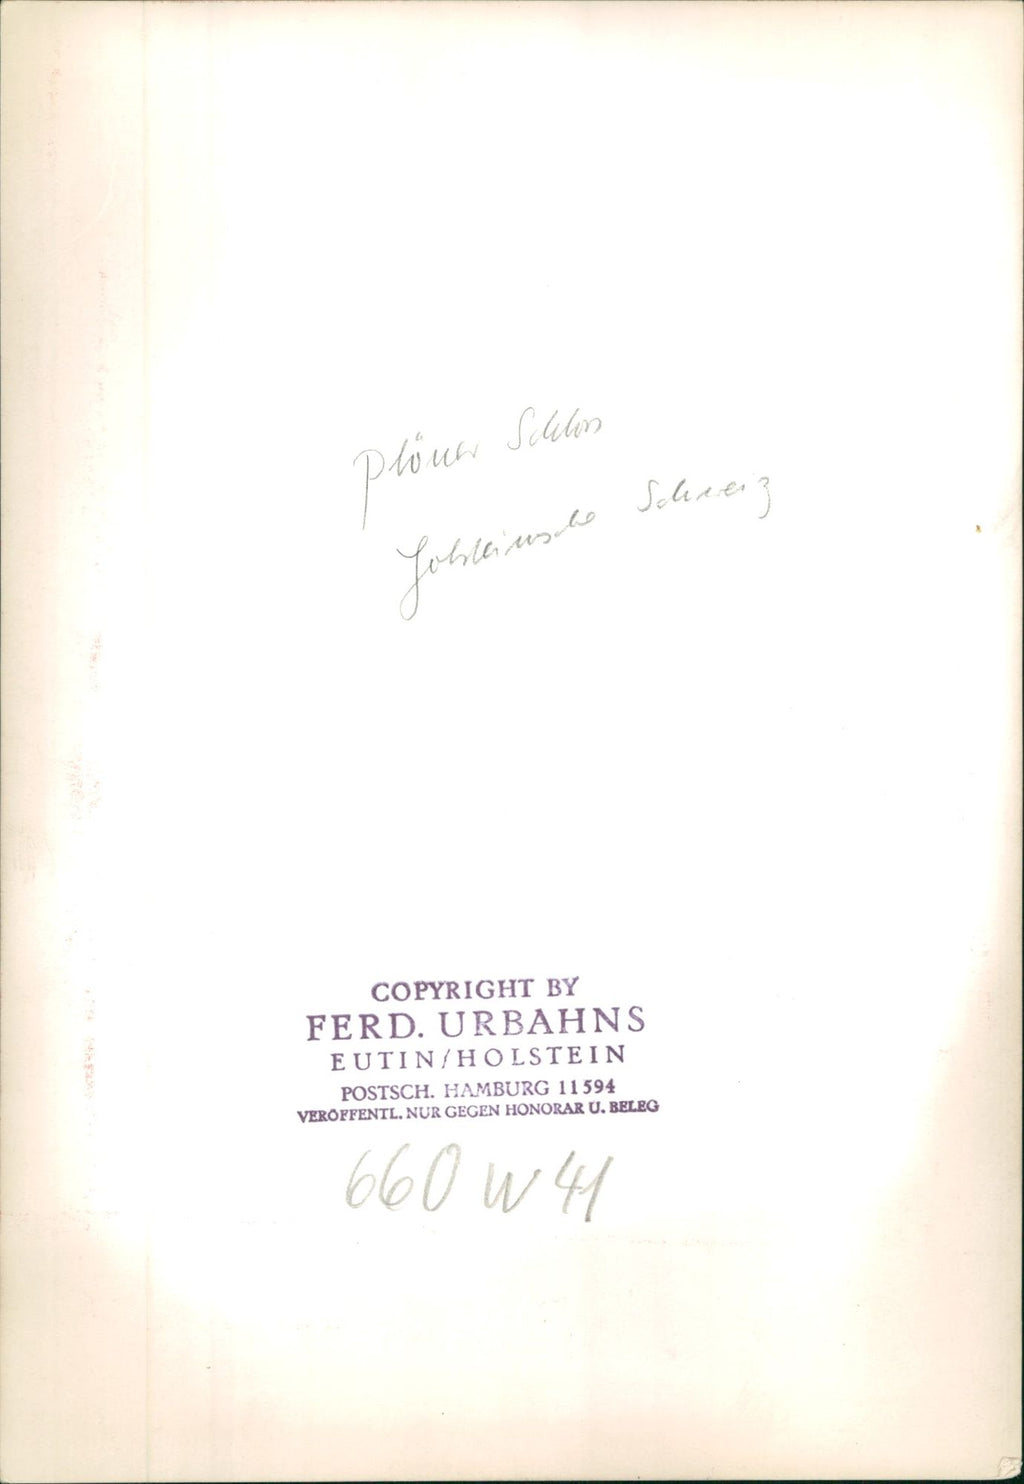 Plöner Schloss
Holsteinische Schweiz
COPYRIGHT BY
FERD. URBAHNS
EUTIN/HOLSTEIN
POSTSCH. HAMBURG 11594
VERÖFFENTL. NUR GEGEN HONORAR U. BELEG
660 W 41